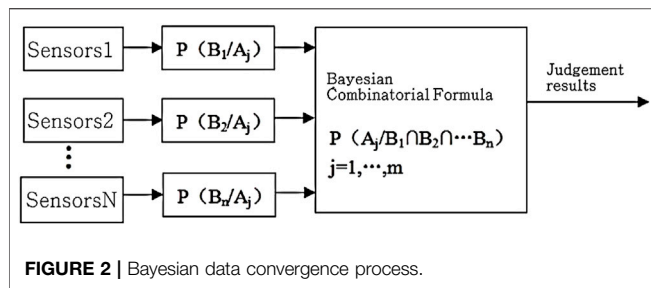 Sensors1
P (B₁/Aⱼ)
Sensors2
P (B₂/Aⱼ)
SensorsN
P (Bₙ/Aⱼ)
Bayesian
Combinatorial Formula
P (Aⱼ/B₁∩B₂∩⋯Bₙ)
j=1,⋯,m
Judgement
results
FIGURE 2 | Bayesian data convergence process.